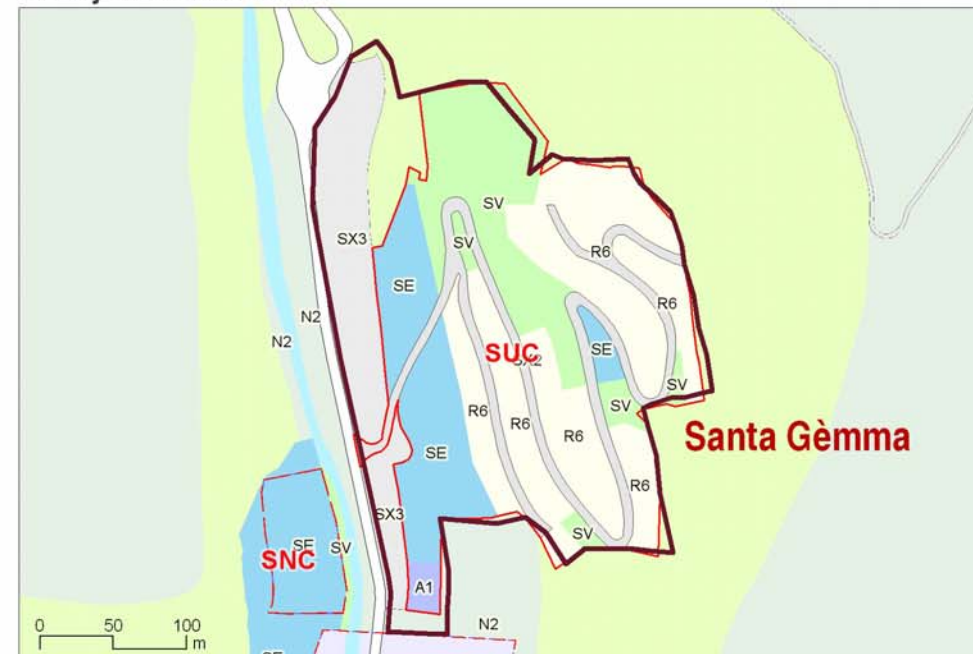 SV
SX3
SV
R6
SE
R6
N2
N2
SUC
SE
SV
R6
SV
R6
R6
Santa Gèmma
SE
R6
SX3
SV
SE
SV
SNC
A1
N2
0 50 100
m